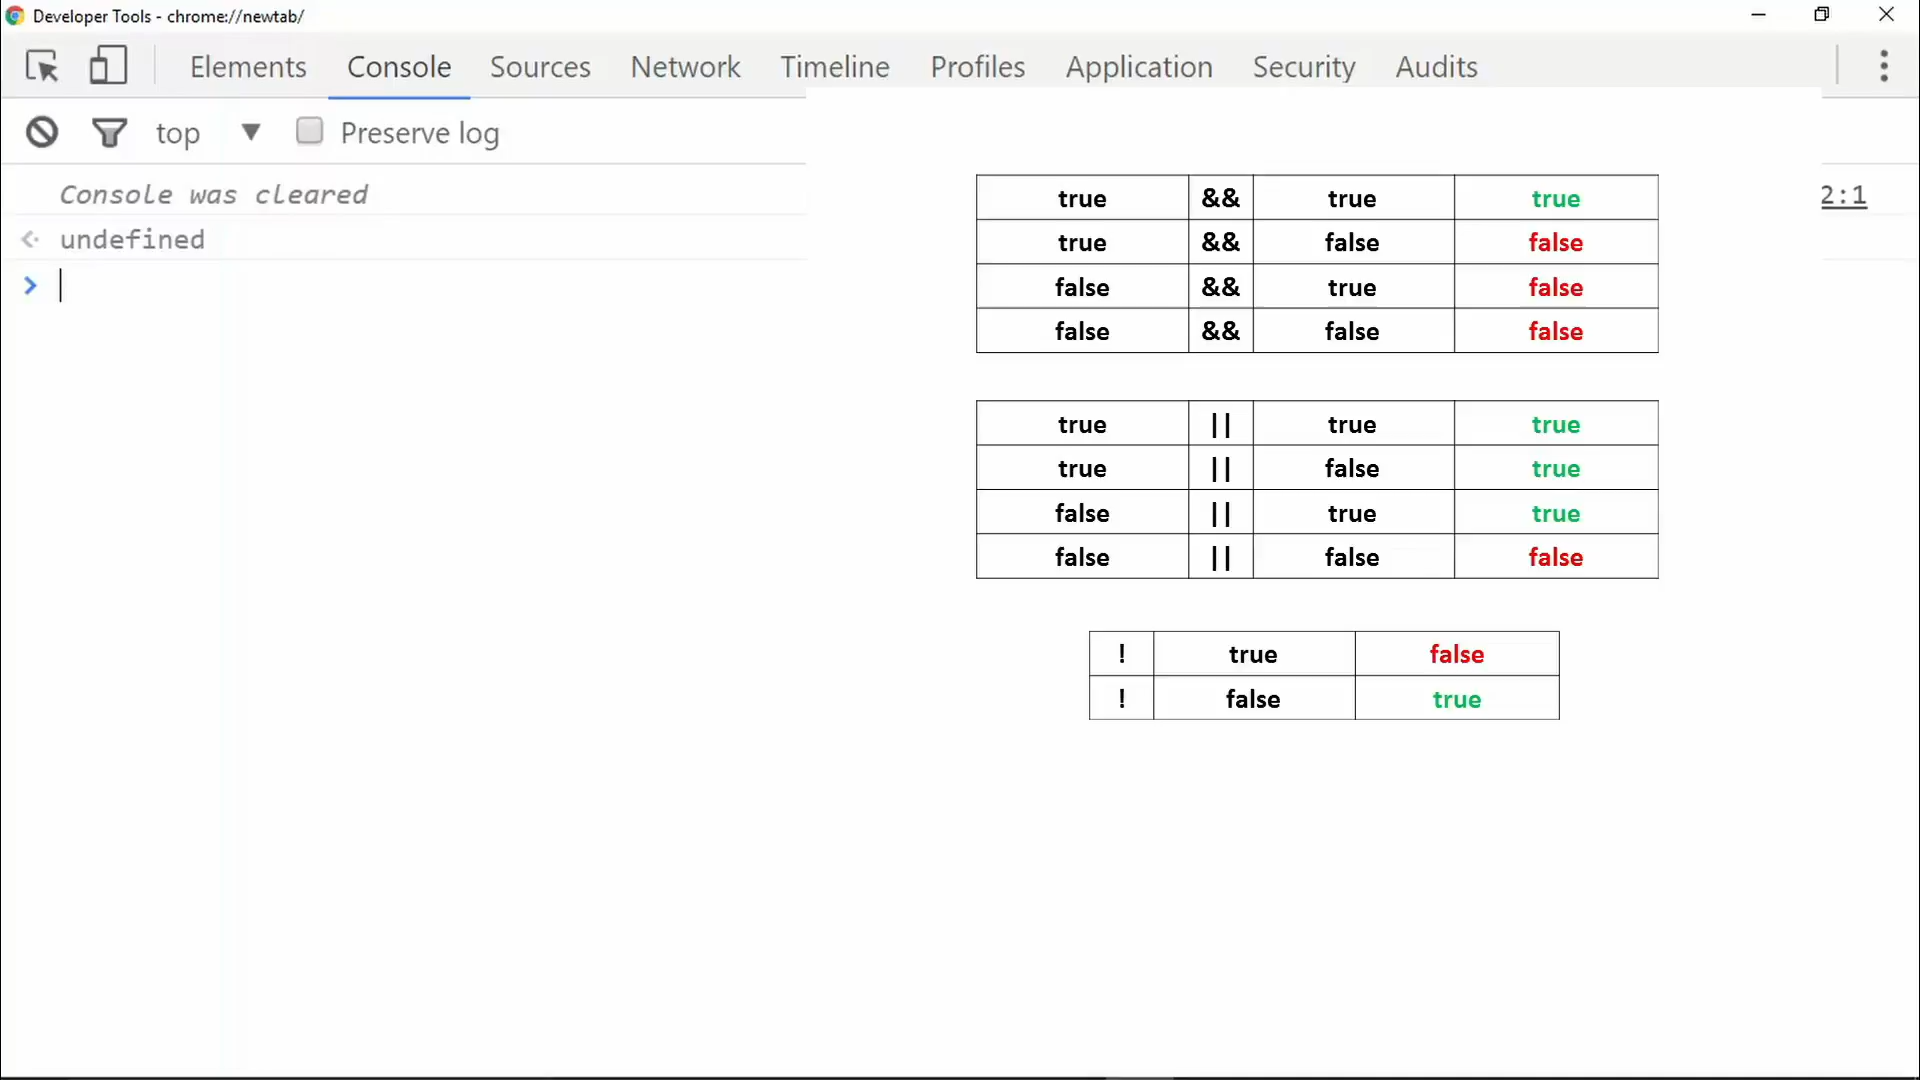 Developer Tools - chrome://newtab/
Elements Console Sources Network Timeline Profiles Application Security Audits
top Preserve log
Console was cleared 2:1
undefined
true && true true
true && false false
false && true false
false && false false
true || true true
true || false true
false || true true
false || false false
! true false
! false true